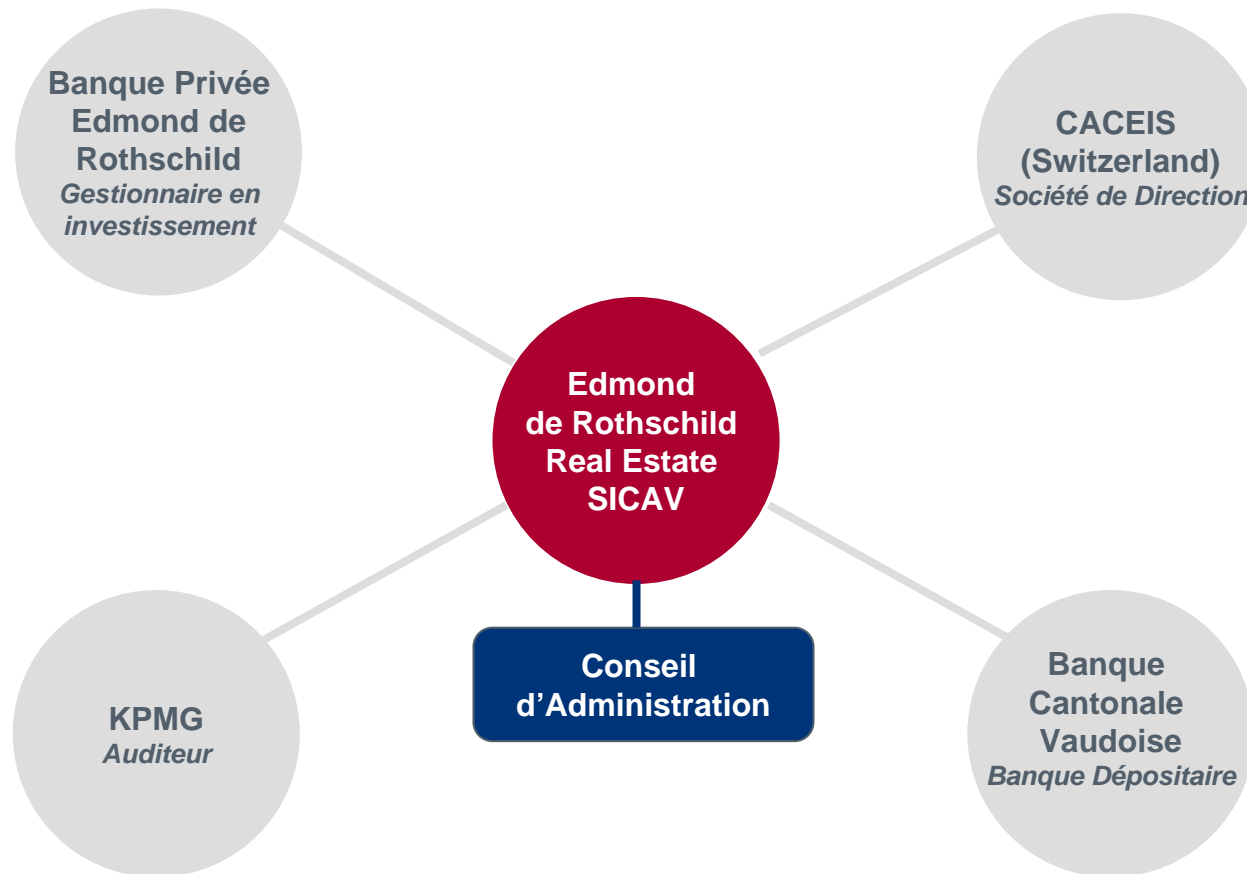 Banque Privée
Edmond de
Rothschild
Gestionnaire en
investissement
CACEIS
(Switzerland)
Société de Direction
Edmond
de Rothschild
Real Estate
SICAV
Conseil
d’Administration
KPMG
Auditeur
Banque
Cantonale
Vaudoise
Banque Dépositaire